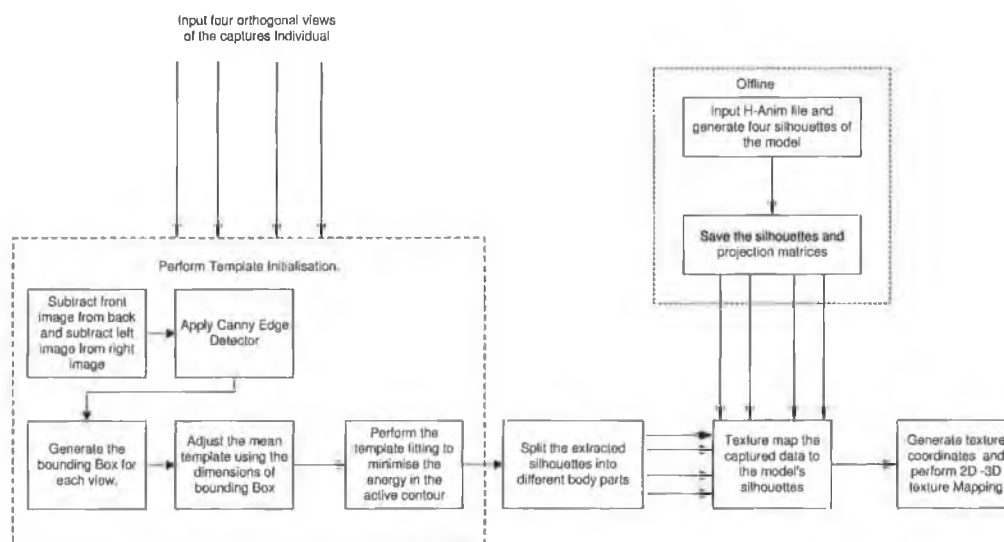 Input four orthogonal views
of the captures Individual
Offline
Input H-Anim file and
generate four silhouettes of
the model
Save the silhouettes and
projection matrices
Perform Template Initialisation.
Subtract front
image from back
and subtract left
image from right
image
Apply Canny Edge
Detector
Generate the
bounding Box for
each view.
Adjust the mean
template using the
dimensions of
bounding Box
Perform the
template fitting to
minimise the
energy in the
active contour
Split the extracted
silhouettes into
different body parts
Texture map the
captured data to
the model's
silhouettes
Generate texture
coordinates and
perform 2D -3D
texture Mapping